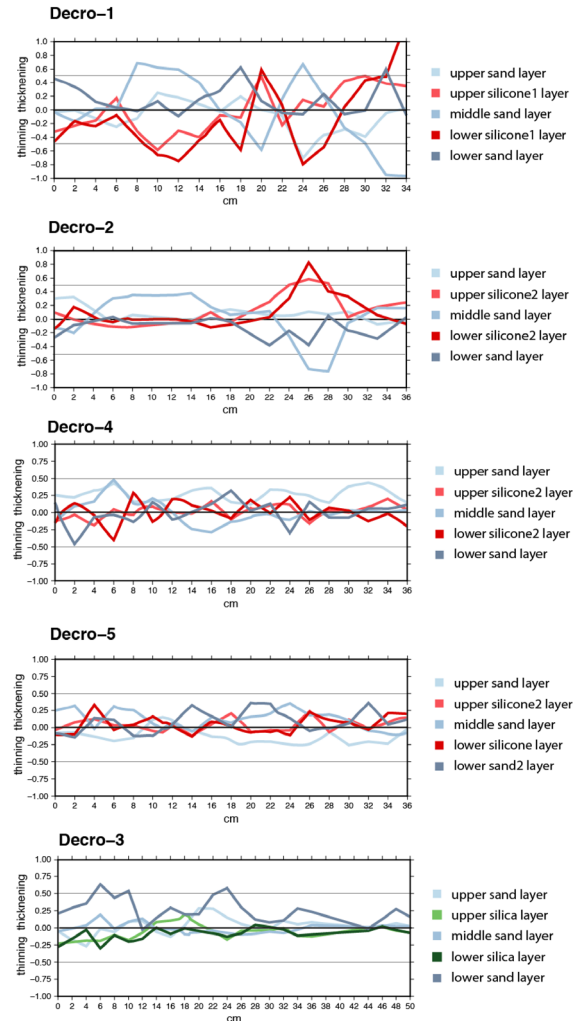 Decro-1
thinning thicknening
1.0
0.8
0.6
0.4
0.2
0.0
-0.2
-0.4
-0.6
-0.8
-1.0
0 2 4 6 8 10 12 14 16 18 20 22 24 26 28 30 32 34
cm
upper sand layer
upper silicone1 layer
middle sand layer
lower silicone1 layer
lower sand layer
Decro-2
thinning thicknening
1.0
0.8
0.6
0.4
0.2
0.0
-0.2
-0.4
-0.6
-0.8
-1.0
0 2 4 6 8 10 12 14 16 18 20 22 24 26 28 30 32 34 36
cm
upper sand layer
upper silicone2 layer
middle sand layer
lower silicone2 layer
lower sand layer
Decro-4
thinning thicknening
1.00
0.75
0.50
0.25
0.00
-0.25
-0.50
-0.75
-1.00
0 2 4 6 8 10 12 14 16 18 20 22 24 26 28 30 32 34 36
cm
upper sand layer
upper silicone2 layer
middle sand layer
lower silicone2 layer
lower sand layer
Decro-5
thinning thicknening
1.00
0.75
0.50
0.25
0.00
-0.25
-0.50
-0.75
-1.00
0 2 4 6 8 10 12 14 16 18 20 22 24 26 28 30 32 34 36
cm
upper sand layer
upper silicone2 layer
middle sand layer
lower silicone layer
lower sand2 layer
Decro-3
thinning thicknening
1.00
0.75
0.50
0.25
0.00
-0.25
-0.50
-0.75
-1.00
0 2 4 6 8 10 12 14 16 18 20 22 24 26 28 30 32 34 36 38 40 42 44 46 48 50
cm
upper sand layer
upper silica layer
middle sand layer
lower silica layer
lower sand layer